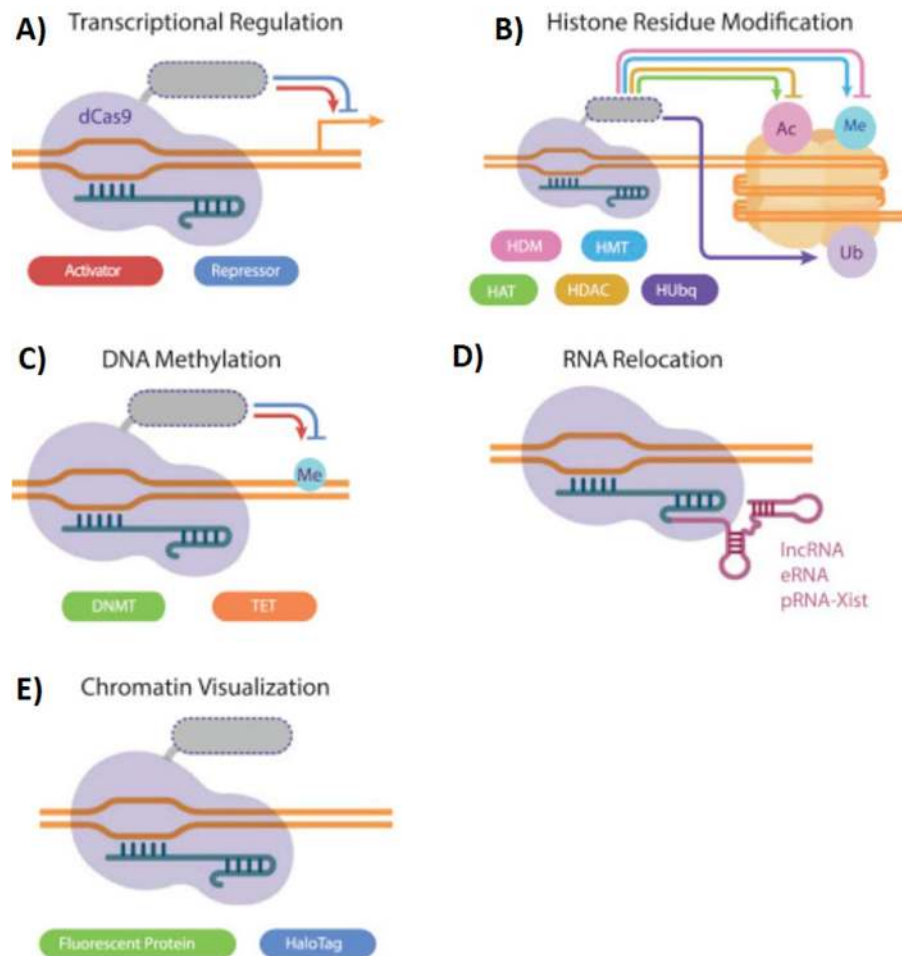 A) Transcriptional Regulation
dCas9
Activator
Repressor
B) Histone Residue Modification
Ac
Me
Ub
HDM
HMT
HAT
HDAC
HUbq
C) DNA Methylation
Me
DNMT
TET
D) RNA Relocation
lncRNA
eRNA
pRNA-Xist
E) Chromatin Visualization
Fluorescent Protein
HaloTag